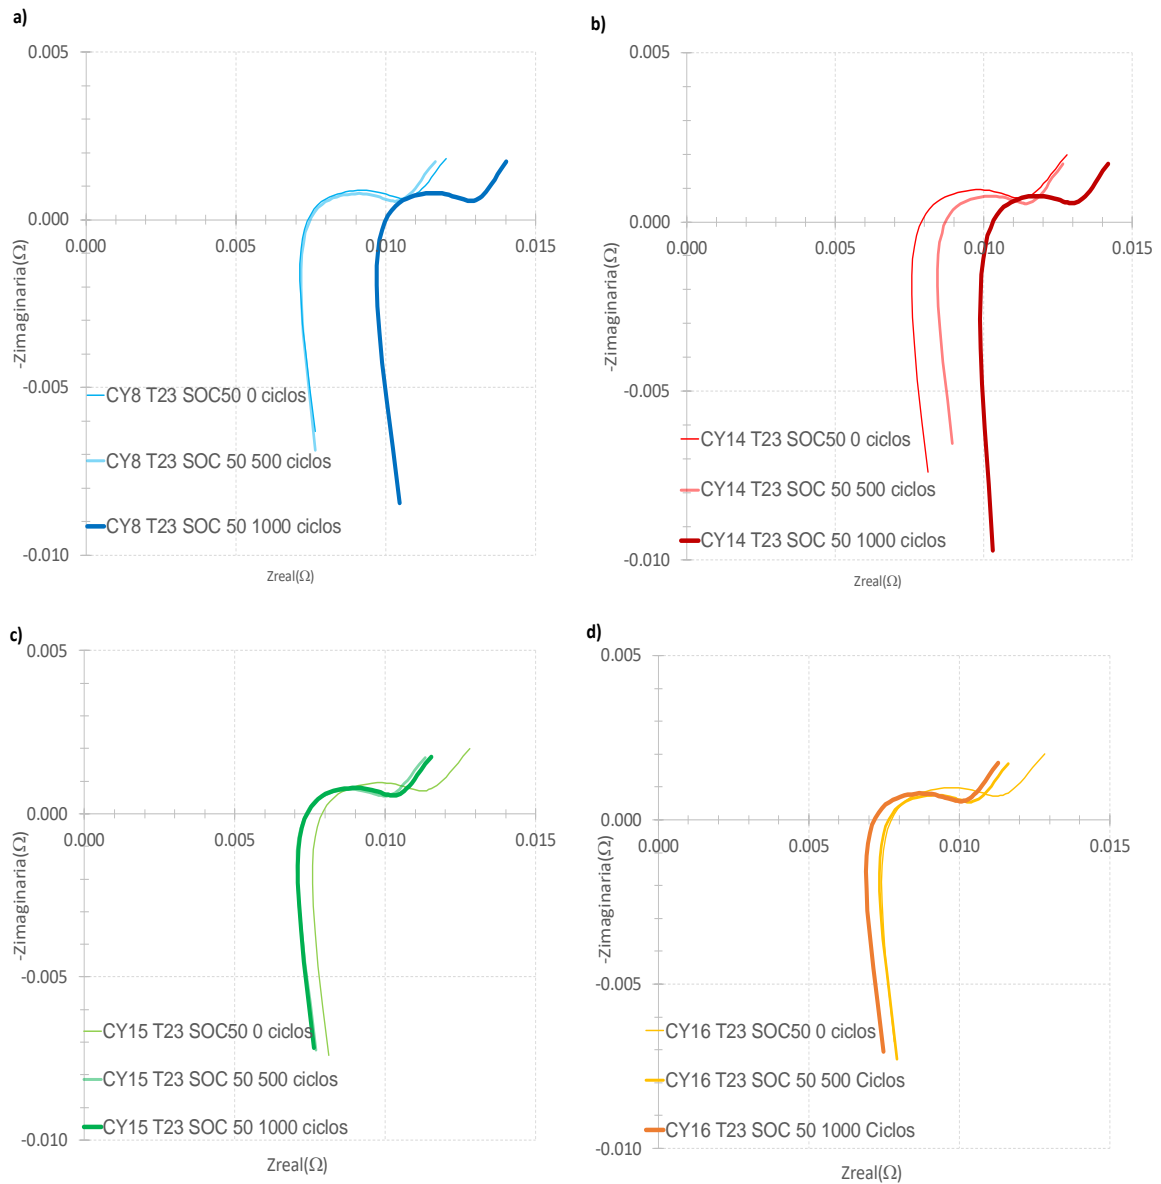 a)
0.005
0.000
0.000
0.005
0.010
0.015
-0.005
-0.010
-Zimaginaria(Ω)
CY8 T23 SOC50 0 ciclos
CY8 T23 SOC 50 500 ciclos
CY8 T23 SOC 50 1000 ciclos
Zreal(Ω)
b)
0.005
0.000
0.000
0.005
0.010
0.015
-0.005
-0.010
-Zimaginaria(Ω)
CY14 T23 SOC50 0 ciclos
CY14 T23 SOC 50 500 ciclos
CY14 T23 SOC 50 1000 ciclos
Zreal(Ω)
c)
0.005
0.000
0.000
0.005
0.010
0.015
-0.005
-0.010
-Zimaginaria(Ω)
CY15 T23 SOC50 0 ciclos
CY15 T23 SOC 50 500 ciclos
CY15 T23 SOC 50 1000 ciclos
Zreal(Ω)
d)
0.005
0.000
0.000
0.005
0.010
0.015
-0.005
-0.010
-Zimaginaria(Ω)
CY16 T23 SOC50 0 ciclos
CY16 T23 SOC 50 500 Ciclos
CY16 T23 SOC 50 1000 Ciclos
Zreal(Ω)